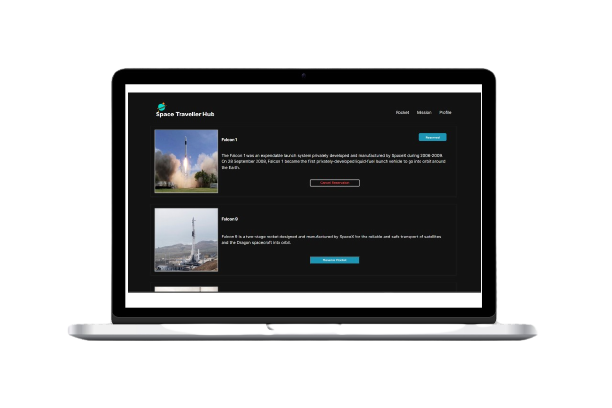 Space Traveller Hub
Rocket Mission Profile
Falcon 1
Reserved
The Falcon 1 was an expendable launch system privately developed and manufactured by SpaceX during 2006-2009.
On 28 September 2008, Falcon 1 became the first privately-developed liquid-fuel launch vehicle to go into orbit around
the Earth.
Cancel Reservation
Falcon 9
Falcon 9 is a two-stage rocket designed and manufactured by SpaceX for the reliable and safe transport of satellites
and the Dragon spacecraft into orbit.
Reserve Rocket